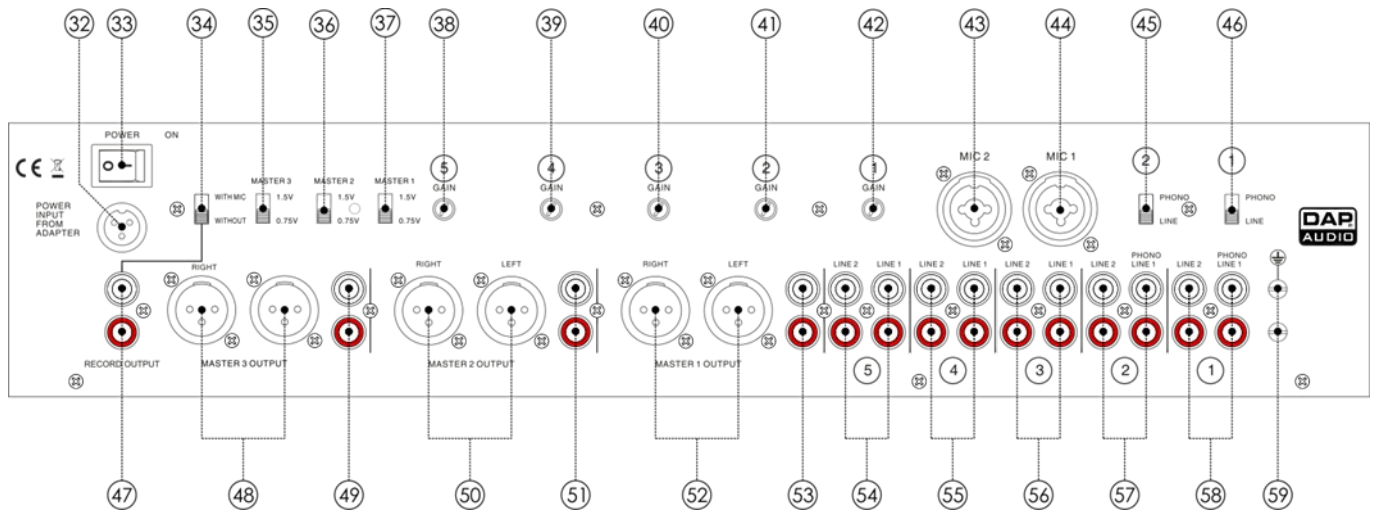 32 33 34 35 36 37 38 39 40 41 42 43 44 45 46
POWER ON
CE
POWER INPUT FROM ADAPTER
WITH MIC
WITHOUT
MASTER 3
1.5V
0.75V
MASTER 2
1.5V
0.75V
MASTER 1
1.5V
0.75V
5
GAIN
4
GAIN
3
GAIN
2
GAIN
1
GAIN
MIC 2
MIC 1
2
PHONO
LINE
1
PHONO
LINE
DAP
AUDIO
RIGHT
RIGHT LEFT
RIGHT LEFT
LINE 2 LINE 1
LINE 2 LINE 1
LINE 2 LINE 1
LINE 2 PHONO LINE 1
LINE 2 PHONO LINE 1
RECORD OUTPUT
MASTER 3 OUTPUT
MASTER 2 OUTPUT
MASTER 1 OUTPUT
5 4 3 2 1
47 48 49 50 51 52 53 54 55 56 57 58 59